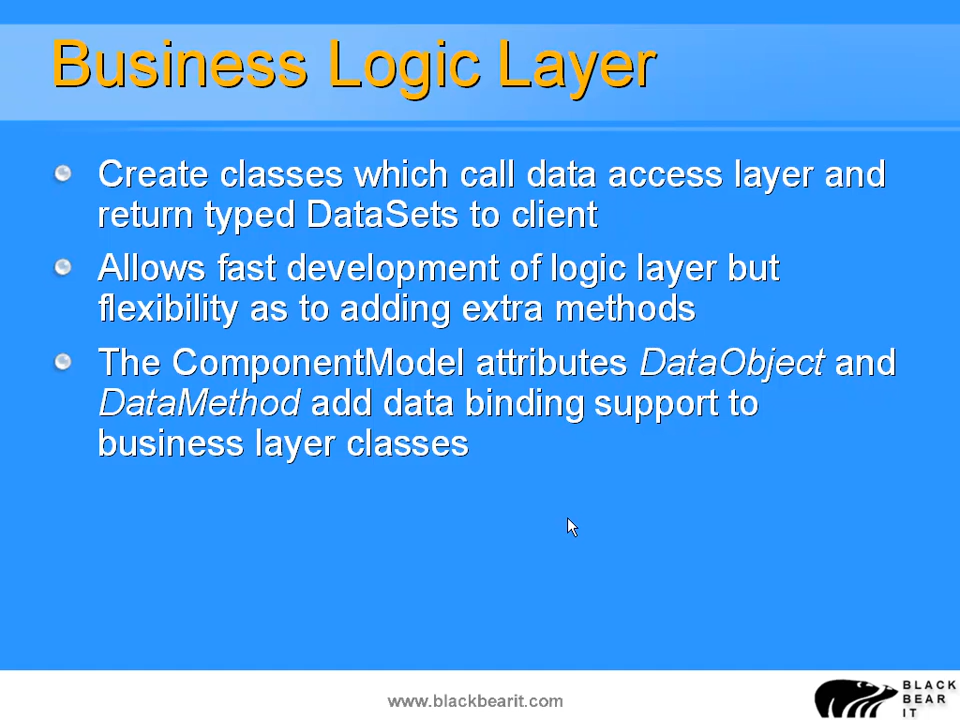 Business Logic Layer
Create classes which call data access layer and
return typed DataSets to client
Allows fast development of logic layer but
flexibility as to adding extra methods
The ComponentModel attributes DataObject and
DataMethod add data binding support to
business layer classes
www.blackbearit.com
BLACK
BEAR
IT